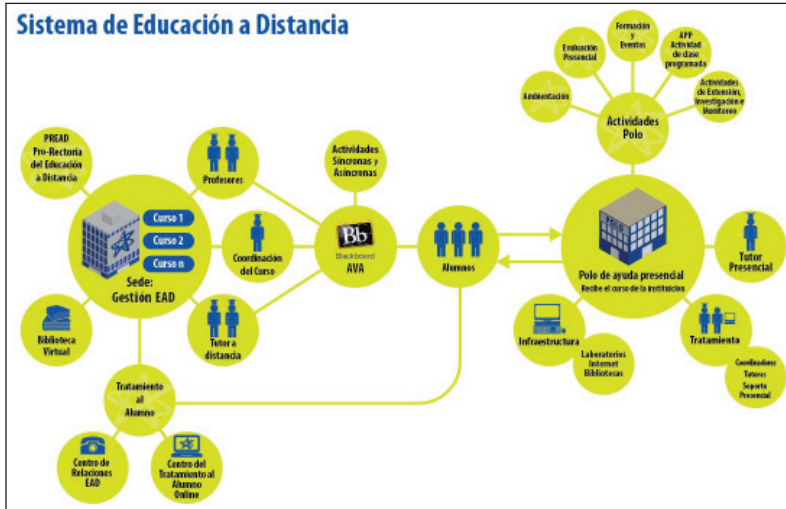 Sistema de Educación a Distancia
Formación
y
Eventos
APP
Actividad
de clase
programada
Evaluación
Presencial
Ambientación
Actividades
de Extensión,
Investigación e
Monitoreo
Actividades
Polo
PREAD
Pro-Rectoría
del Educación
a Distancia
Profesores
Actividades
Síncronas y
Asíncronas
Curso 1
Curso 2
Curso n
Sede:
Gestión EAD
Coordinación
del Curso
Bb
Blackboard
AVA
Alumnos
POLO
Polo de ayuda presencial
Recibe el curso de la institucion
Tutor
Presencial
Biblioteca
Virtual
Tutor a
distancia
Infraestructura
Laboratorios
Internet
Bibliotecas
Tratamiento
Coordinadores
Tutores
Soporte
Presencial
Tratamiento
al
Alumno
Centro de
Relaciones
EAD
Centro del
Tratamiento al
Alumno
Online